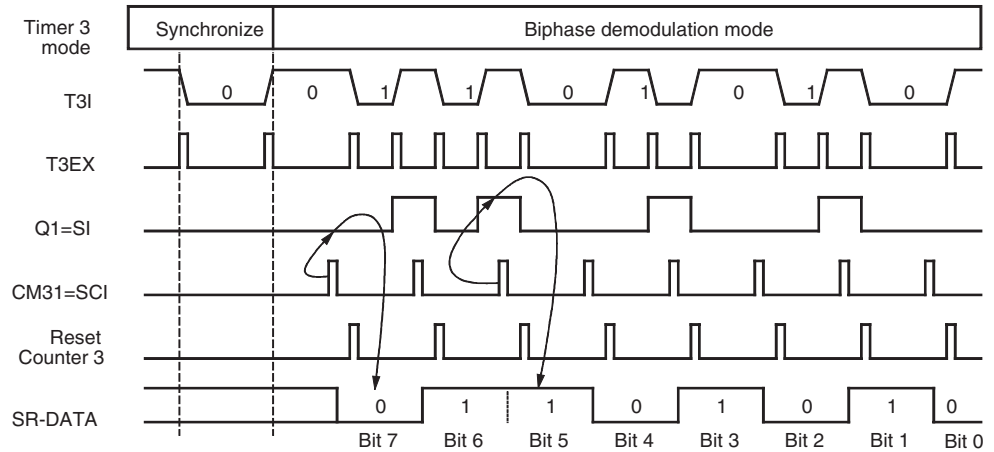 Timer 3 mode
Synchronize
Biphase demodulation mode
T3I
0 0 1 1 0 1 0 1 0
T3EX
Q1=SI
CM31=SCI
Reset
Counter 3
SR-DATA
0 1 1 0 1 0 1 0
Bit 7 Bit 6 Bit 5 Bit 4 Bit 3 Bit 2 Bit 1 Bit 0